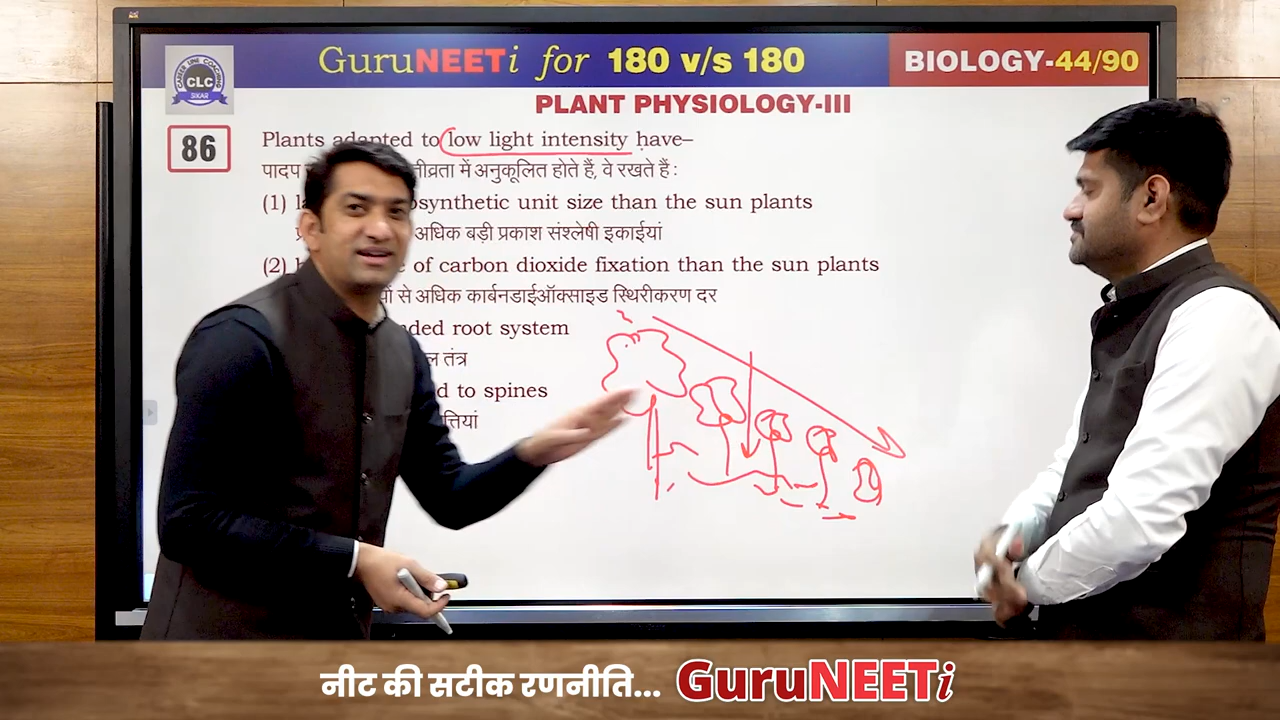 GuruNEETi for 180 v/s 180
BIOLOGY-44/90
CLC
SIKAR
PLANT PHYSIOLOGY-III
86
Plants adapted to low light intensity have–
पादप में अनुकूलित होते हैं, वे रखते हैं :
(1) synthetic unit size than the sun plants
अधिक बड़ी प्रकाश संश्लेषी इकाईयां
(2) of carbon dioxide fixation than the sun plants
से अधिक कार्बनडाईऑक्साइड स्थिरीकरण दर
root system
तंत्र
to spines
नीट की सटीक रणनीति... GuruNEETi